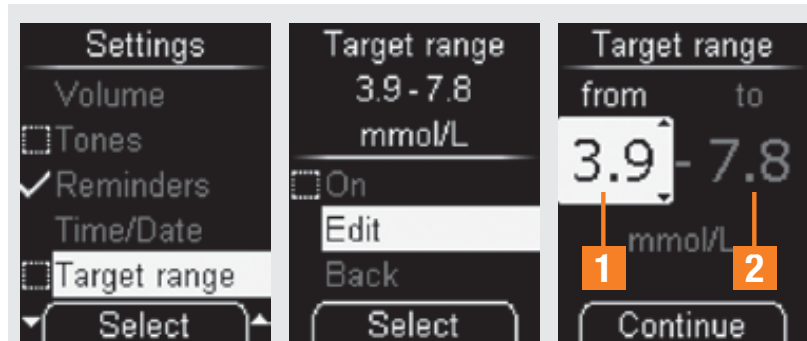 Settings
Volume
Tones
Reminders
Time/Date
Target range
Select
Target range
3.9 - 7.8
mmol/L
On
Edit
Back
Select
Target range
from to
3.9 - 7.8
mmol/L
1 2
Continue